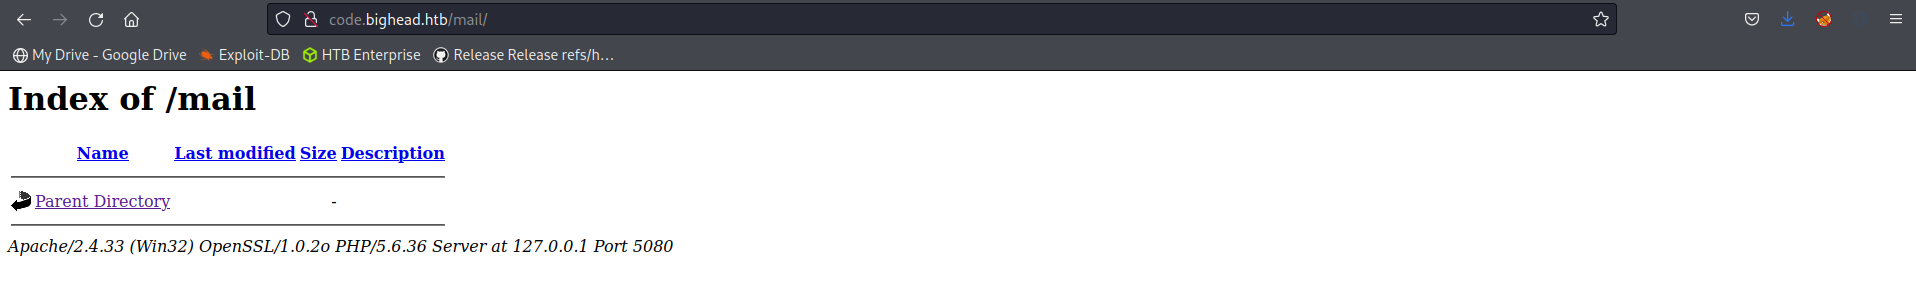 code.bighead.htb/mail/
My Drive - Google Drive Exploit-DB HTB Enterprise Release Release refs/h...
Index of /mail
Name Last modified Size Description
Parent Directory -
Apache/2.4.33 (Win32) OpenSSL/1.0.2o PHP/5.6.36 Server at 127.0.0.1 Port 5080